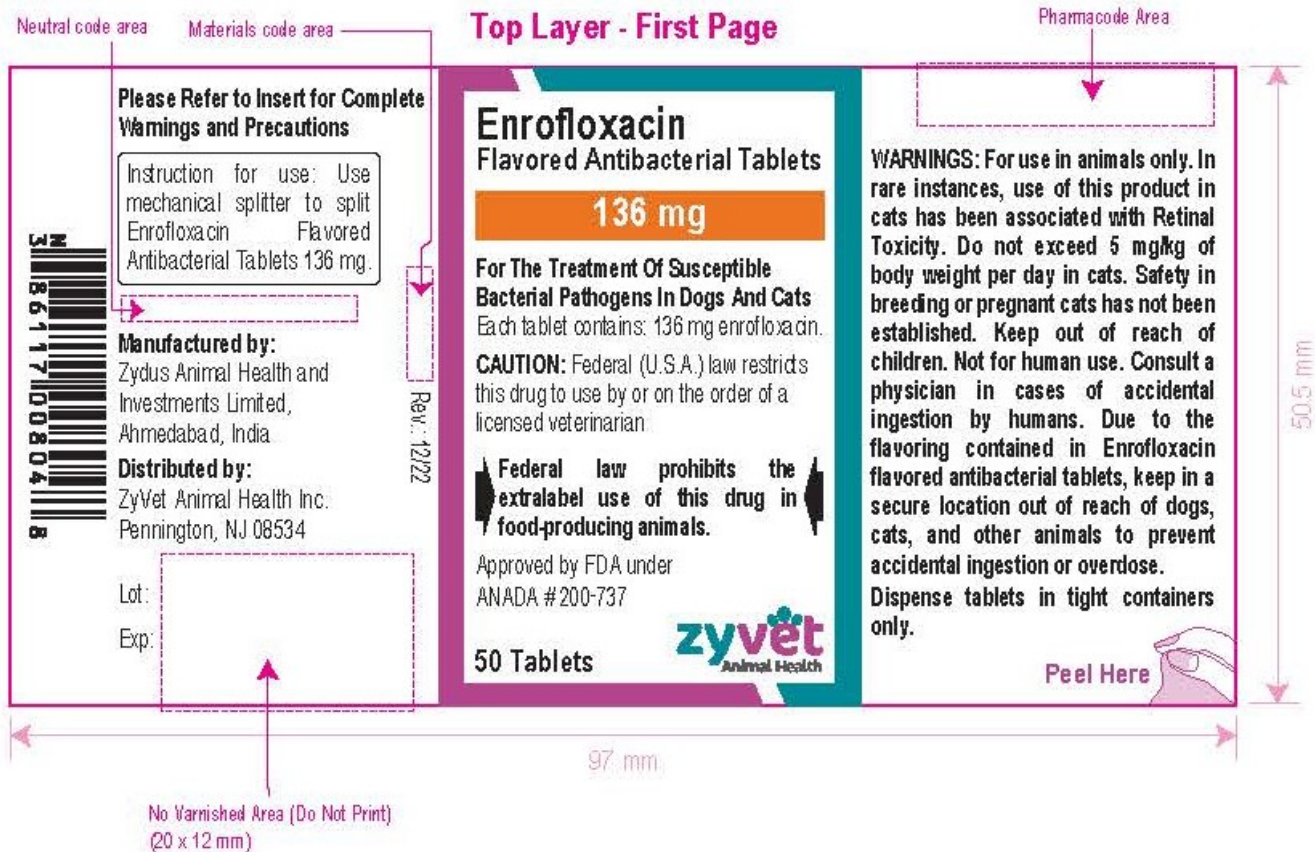 Neutral code area
Materials code area
Top Layer - First Page
Pharmacode Area
N
3 86117 00804 8
Please Refer to Insert for Complete
Warnings and Precautions
Instruction for use: Use
mechanical splitter to split
Enrofloxacin Flavored
Antibacterial Tablets 136 mg.
Manufactured by:
Zydus Animal Health and
Investments Limited,
Ahmedabad, India
Distributed by:
ZyVet Animal Health Inc.
Pennington, NJ 08534
Lot:
Exp:
Rev.: 12/22
Enrofloxacin
Flavored Antibacterial Tablets
136 mg
For The Treatment Of Susceptible
Bacterial Pathogens In Dogs And Cats
Each tablet contains: 136 mg enrofloxacin.
CAUTION: Federal (U.S.A.) law restricts
this drug to use by or on the order of a
licensed veterinarian
Federal law prohibits the
extralabel use of this drug in
food-producing animals.
Approved by FDA under
ANADA # 200-737
50 Tablets
zyvet
Animal Health
WARNINGS: For use in animals only. In
rare instances, use of this product in
cats has been associated with Retinal
Toxicity. Do not exceed 5 mg/kg of
body weight per day in cats. Safety in
breeding or pregnant cats has not been
established. Keep out of reach of
children. Not for human use. Consult a
physician in cases of accidental
ingestion by humans. Due to the
flavoring contained in Enrofloxacin
flavored antibacterial tablets, keep in a
secure location out of reach of dogs,
cats, and other animals to prevent
accidental ingestion or overdose.
Dispense tablets in tight containers
only.
Peel Here
50.5 mm
97 mm
No Varnished Area (Do Not Print)
(20 x 12 mm)